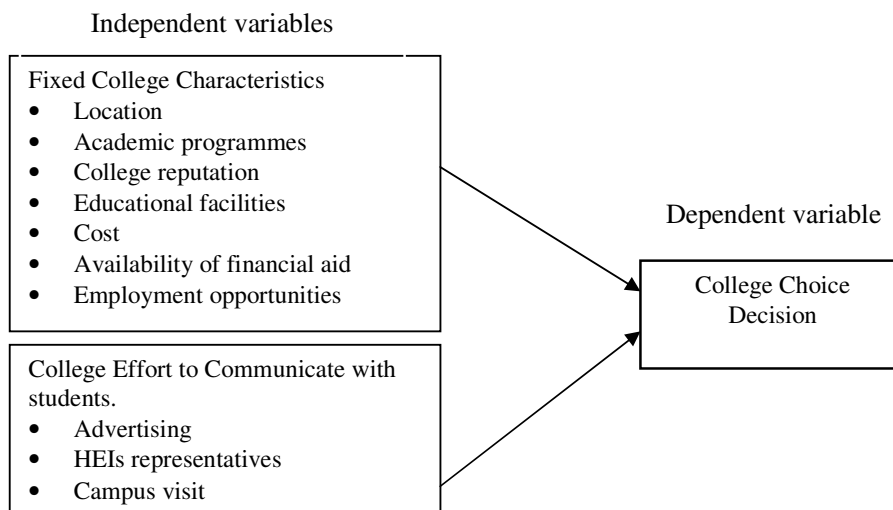 Independent variables
Fixed College Characteristics
• Location
• Academic programmes
• College reputation
• Educational facilities
• Cost
• Availability of financial aid
• Employment opportunities
Dependent variable
College Choice
Decision
College Effort to Communicate with
students.
• Advertising
• HEIs representatives
• Campus visit